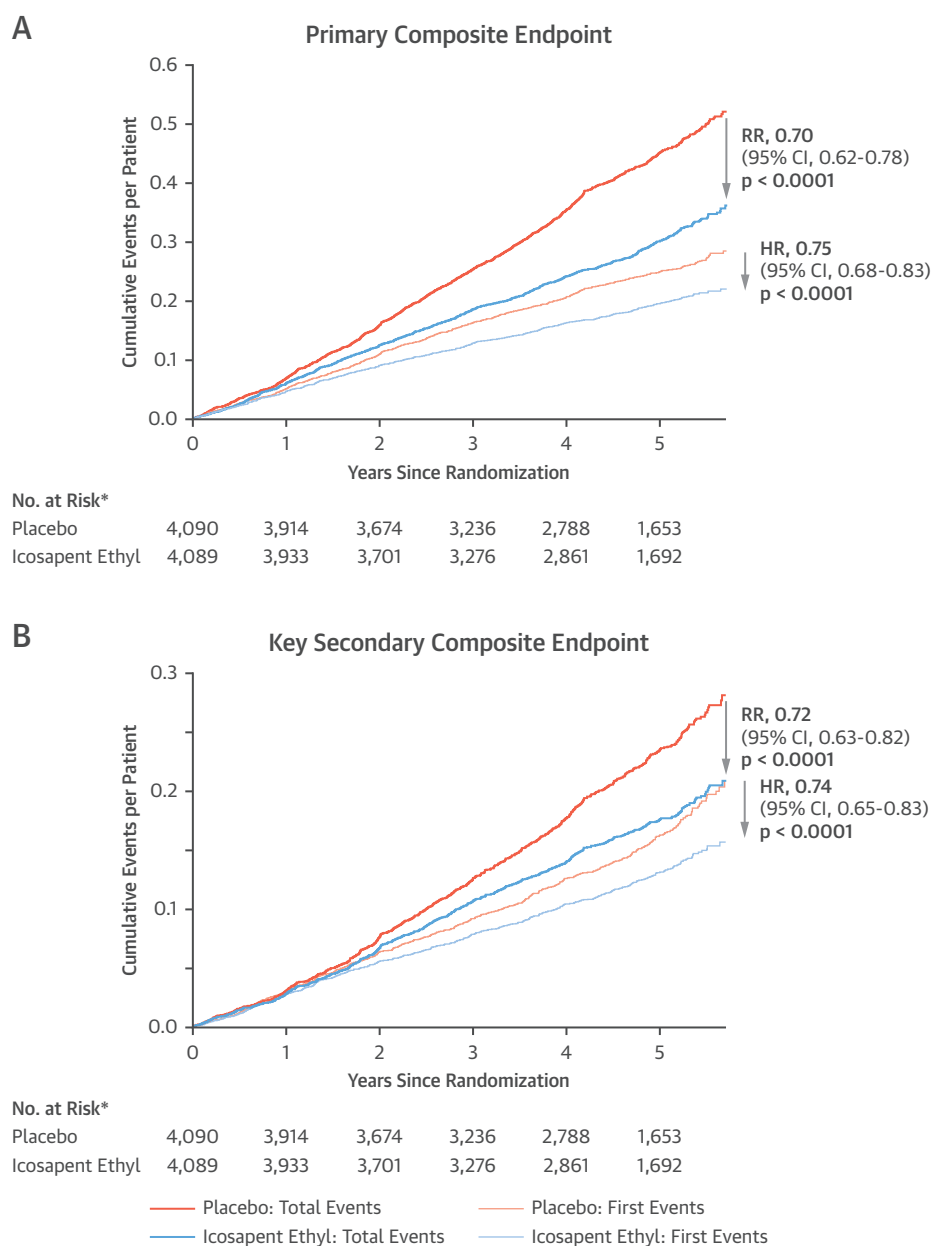 A
Primary Composite Endpoint
0.6
0.5
0.4
0.3
0.2
0.1
0.0
Cumulative Events per Patient
RR, 0.70
(95% CI, 0.62-0.78)
p < 0.0001
HR, 0.75
(95% CI, 0.68-0.83)
p < 0.0001
0 1 2 3 4 5
Years Since Randomization
No. at Risk*
Placebo 4,090 3,914 3,674 3,236 2,788 1,653
Icosapent Ethyl 4,089 3,933 3,701 3,276 2,861 1,692
B
Key Secondary Composite Endpoint
0.3
0.2
0.1
0.0
Cumulative Events per Patient
RR, 0.72
(95% CI, 0.63-0.82)
p < 0.0001
HR, 0.74
(95% CI, 0.65-0.83)
p < 0.0001
0 1 2 3 4 5
Years Since Randomization
No. at Risk*
Placebo 4,090 3,914 3,674 3,236 2,788 1,653
Icosapent Ethyl 4,089 3,933 3,701 3,276 2,861 1,692
Placebo: Total Events Placebo: First Events
Icosapent Ethyl: Total Events Icosapent Ethyl: First Events